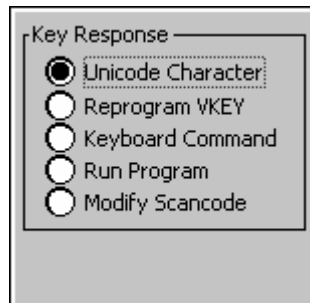 Key Response
Unicode Character
Reprogram VKEY
Keyboard Command
Run Program
Modify Scancode